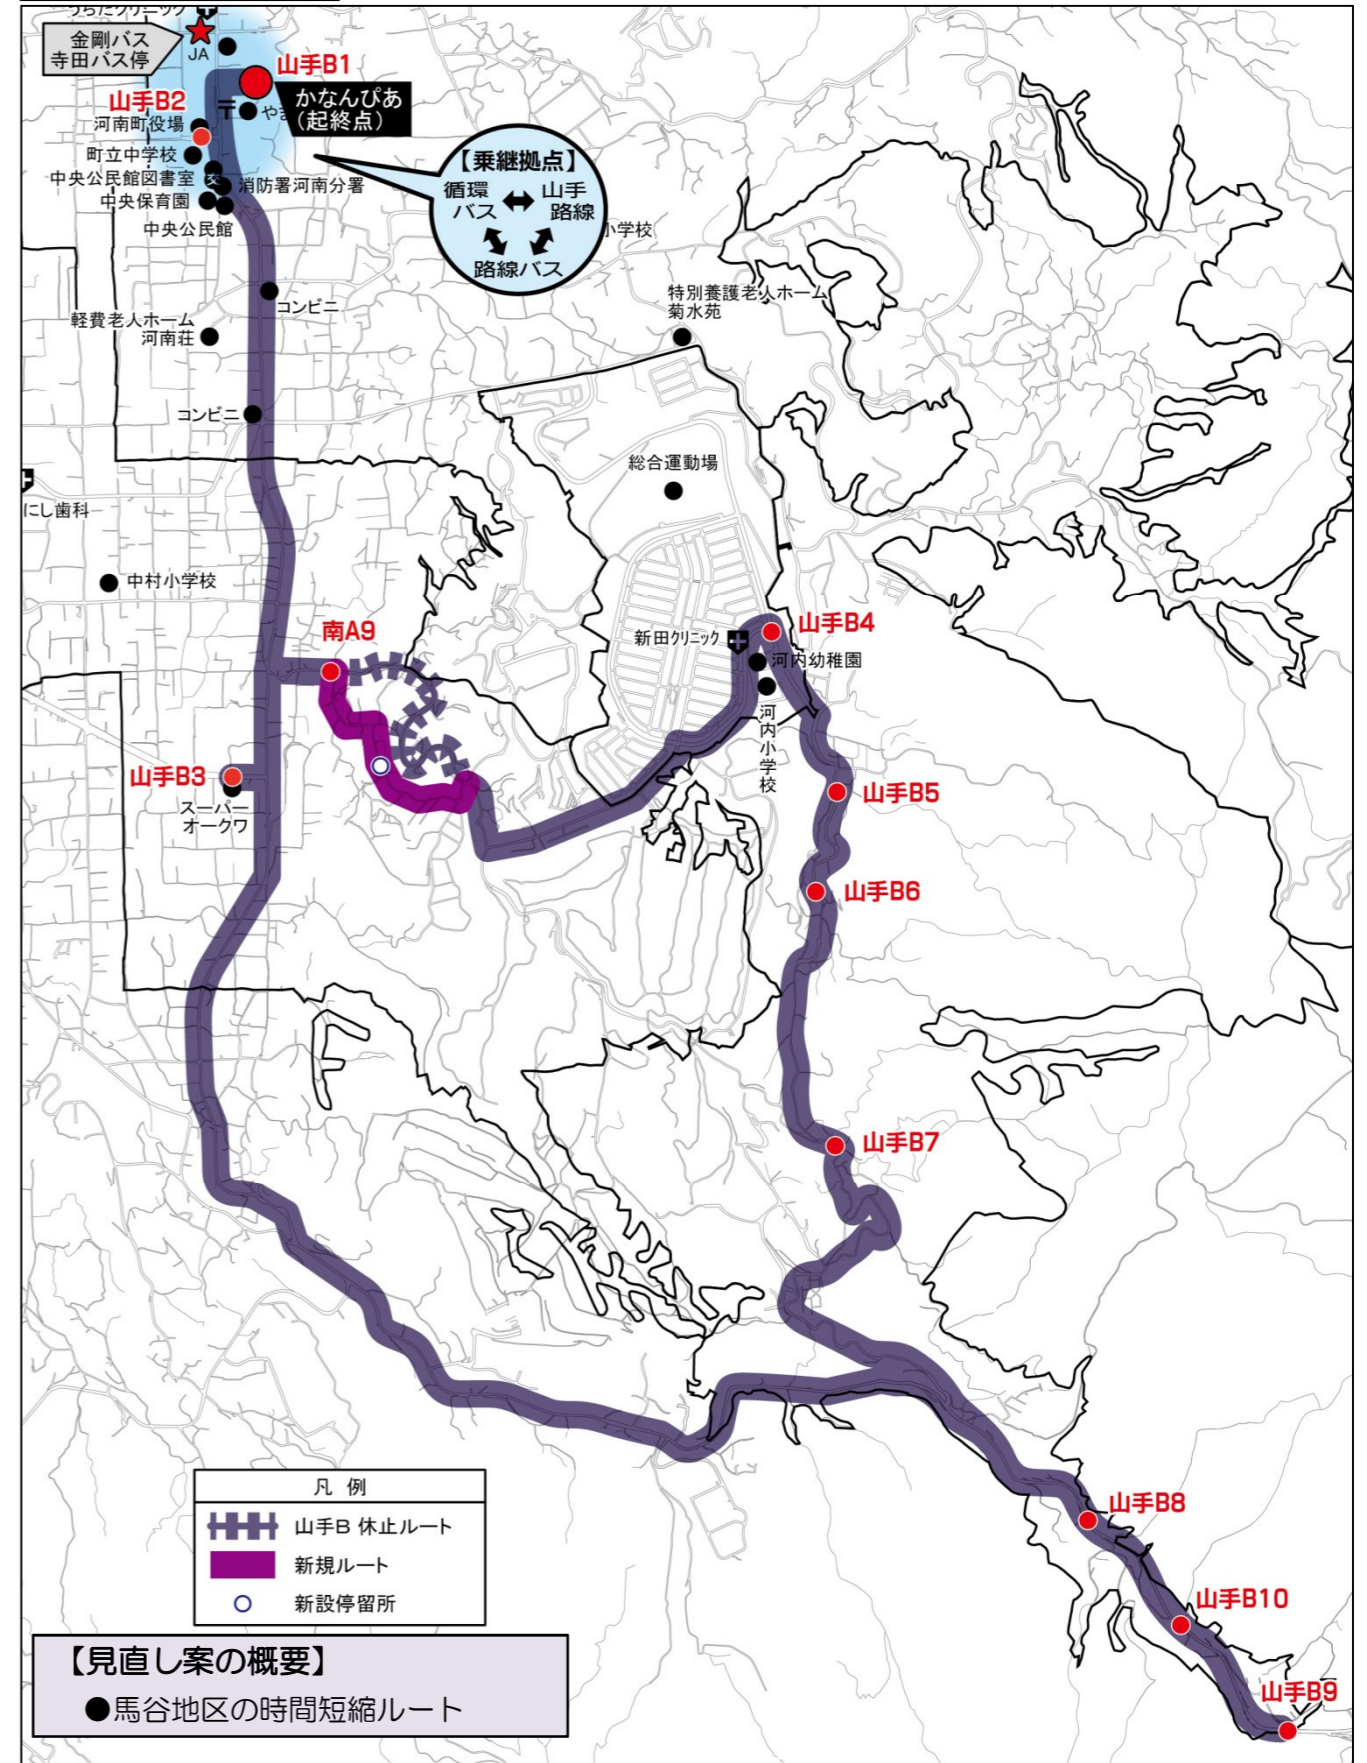 金剛バス
寺田バス停
JA
山手B1
かなんぴあ
(起終点)
山手B2
河南町役場
町立中学校
中央公民館図書室
消防署河南分署
中央保育園
中央公民館
【乗継拠点】
循環
バス
山手
路線
路線バス
小学校
コンビニ
軽費老人ホーム
河南荘
特別養護老人ホーム
菊水苑
コンビニ
総合運動場
にし歯科
中村小学校
南A9
新田クリニック
山手B4
河内幼稚園
河内小学校
山手B3
スーパー
オークワ
山手B5
山手B6
山手B7
凡 例
山手B 休止ルート
新規ルート
新設停留所
山手B8
山手B10
山手B9
【見直し案の概要】
●馬谷地区の時間短縮ルート